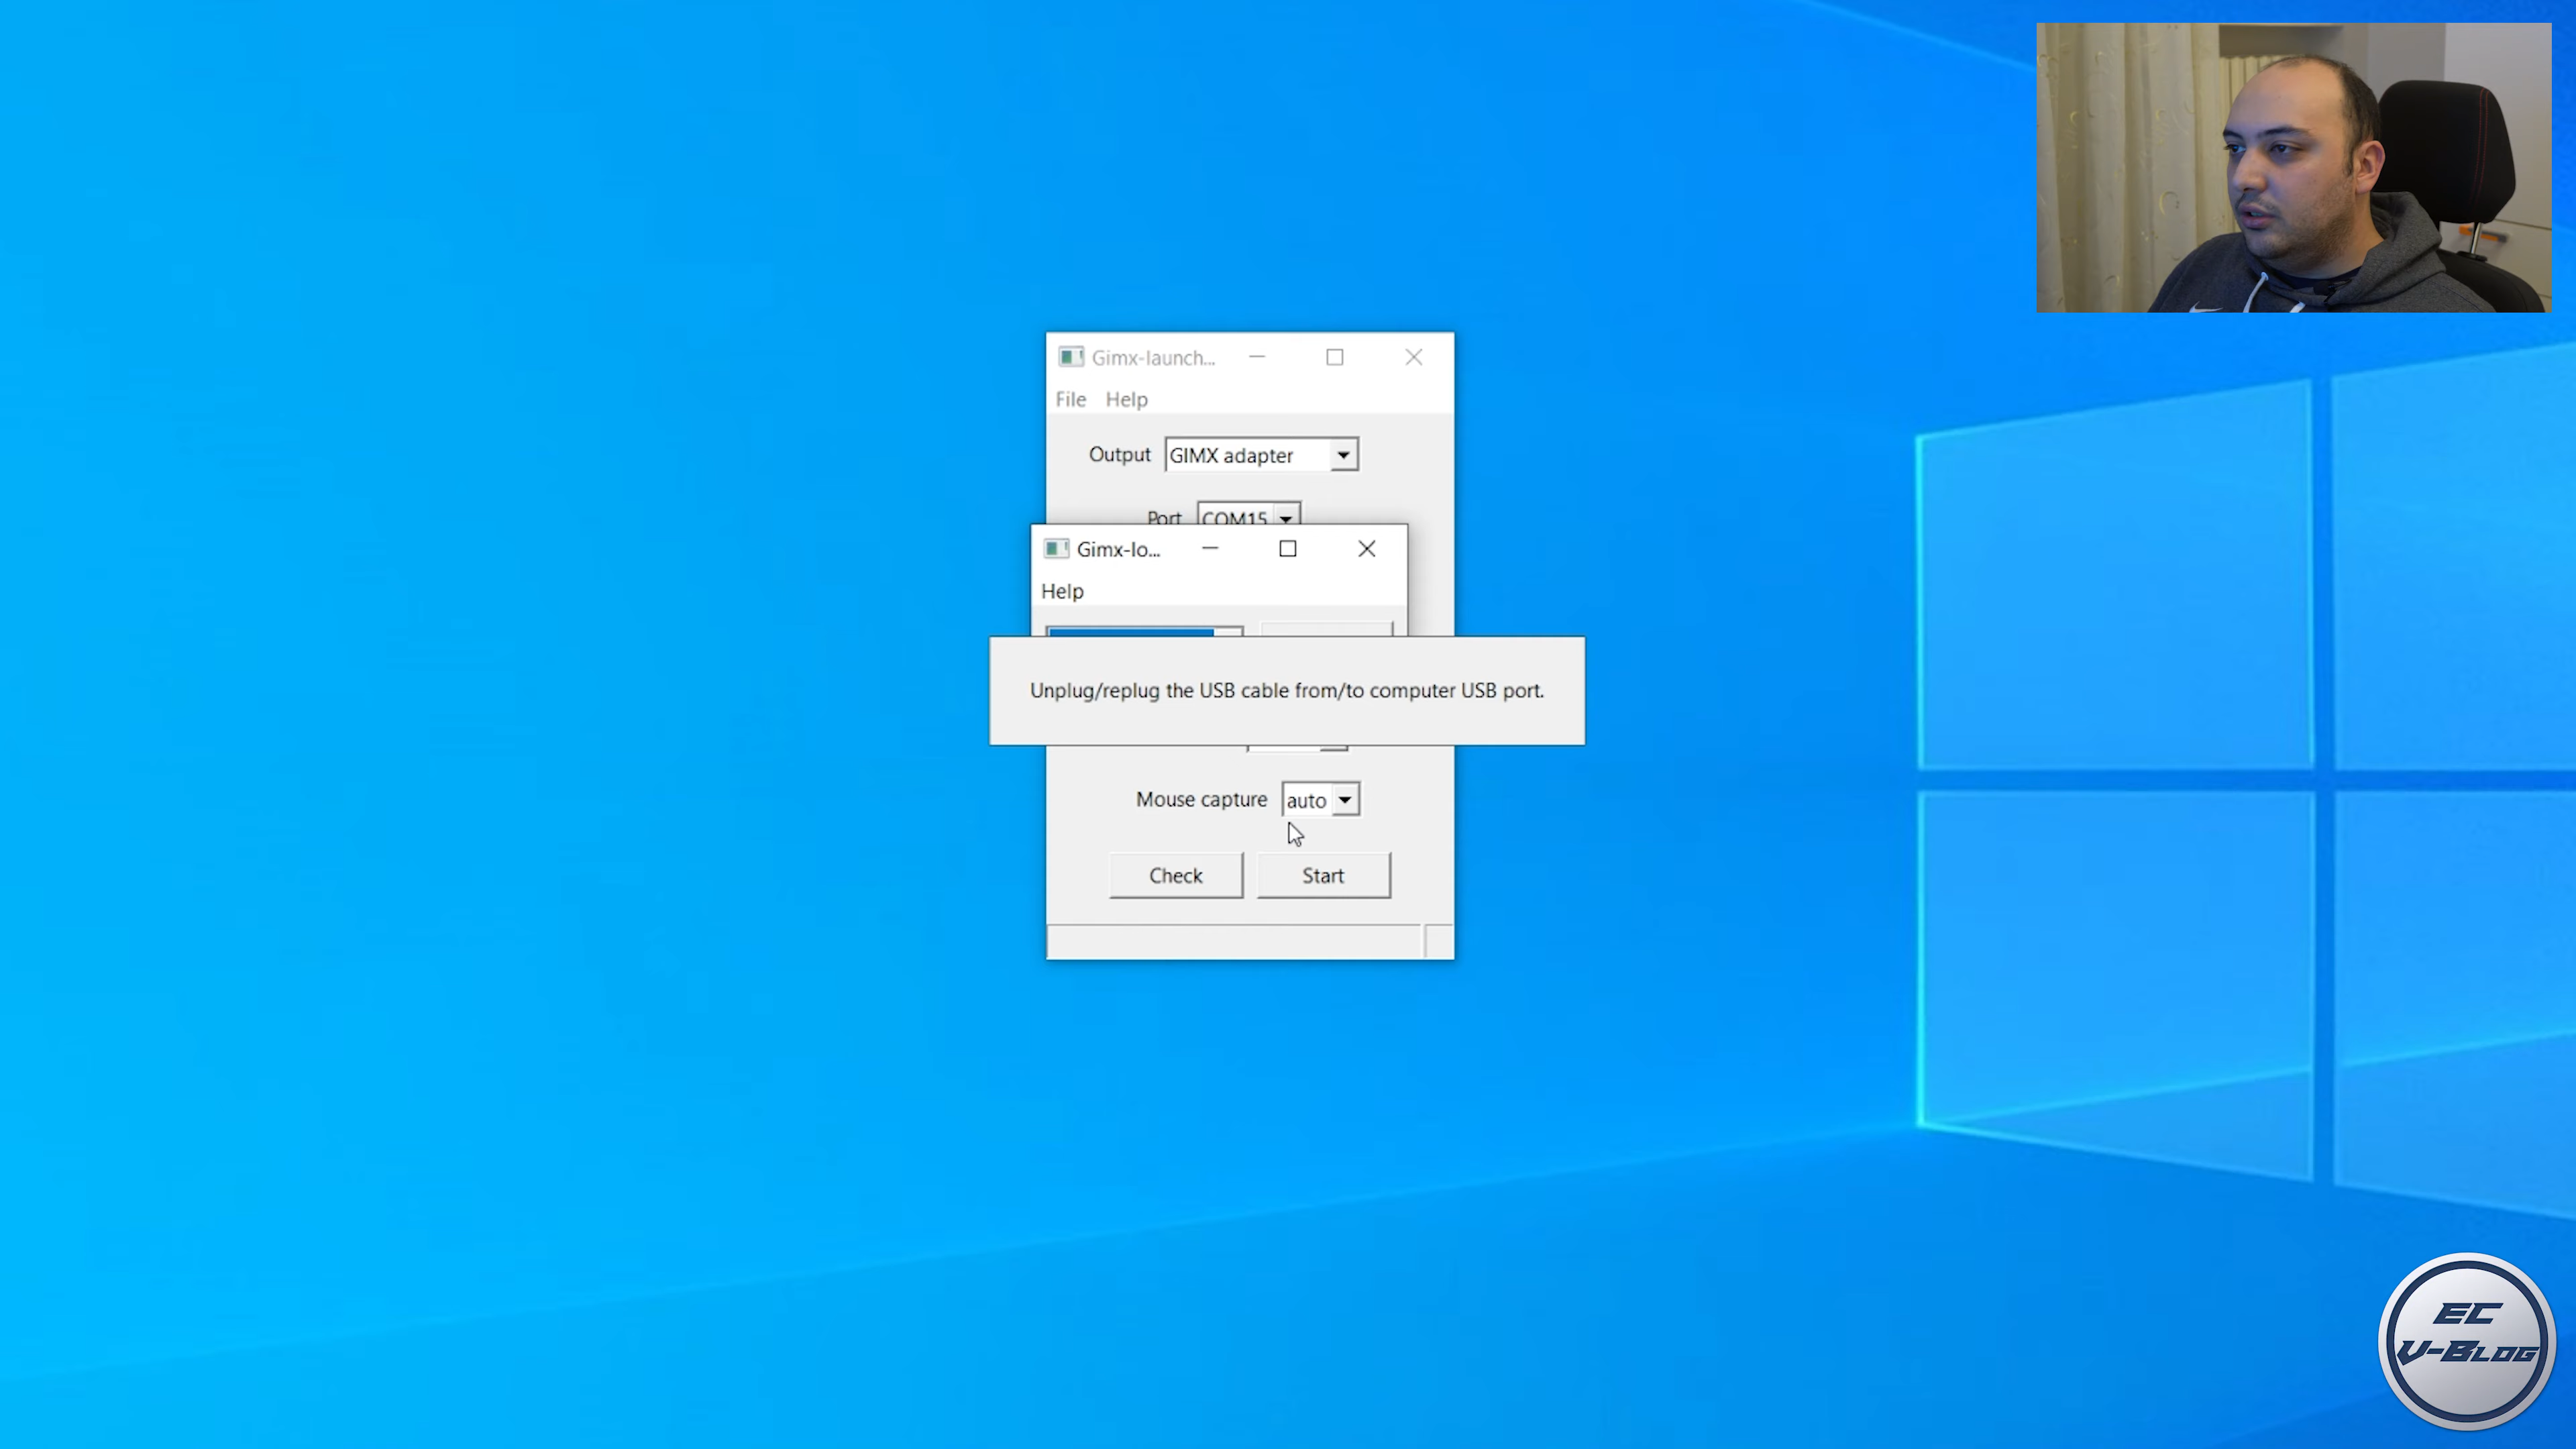 Gimx-launch...
File Help
Output GIMX adapter
Port COM15
Gimx-lo...
Help
Unplug/replug the USB cable from/to computer USB port.
Mouse capture auto
Check Start
EC
V-BLOG